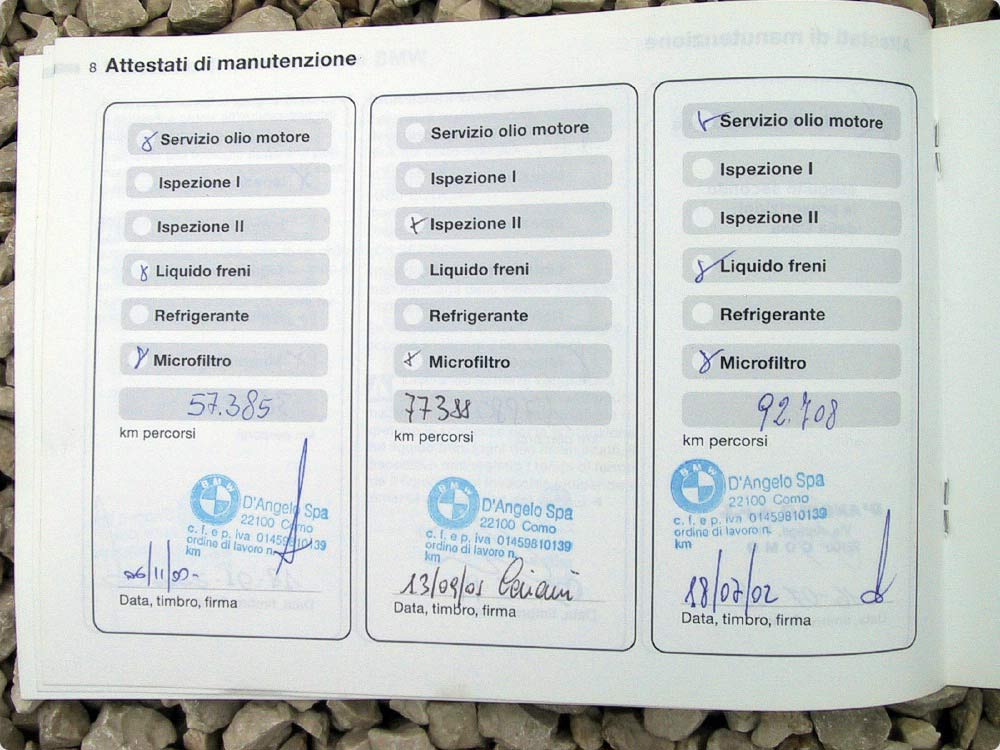 8 Attestati di manutenzione
Servizio olio motore
Ispezione I
Ispezione II
Liquido freni
Refrigerante
Microfiltro
57.385
km percorsi
BMW
D'Angelo Spa
22100 Como
c. f. e p. iva 01459810139
ordine di lavoro n.
km
Data, timbro, firma
Servizio olio motore
Ispezione I
Ispezione II
Liquido freni
Refrigerante
Microfiltro
77388
km percorsi
BMW
D'Angelo Spa
22100 Como
c. f. e p. iva 01459810139
ordine di lavoro n.
km
13/09/01
Data, timbro, firma
Servizio olio motore
Ispezione I
Ispezione II
Liquido freni
Refrigerante
Microfiltro
92.708
km percorsi
BMW
D'Angelo Spa
22100 Como
c. f. e p. iva 01459810139
ordine di lavoro n.
km
18/07/02
Data, timbro, firma